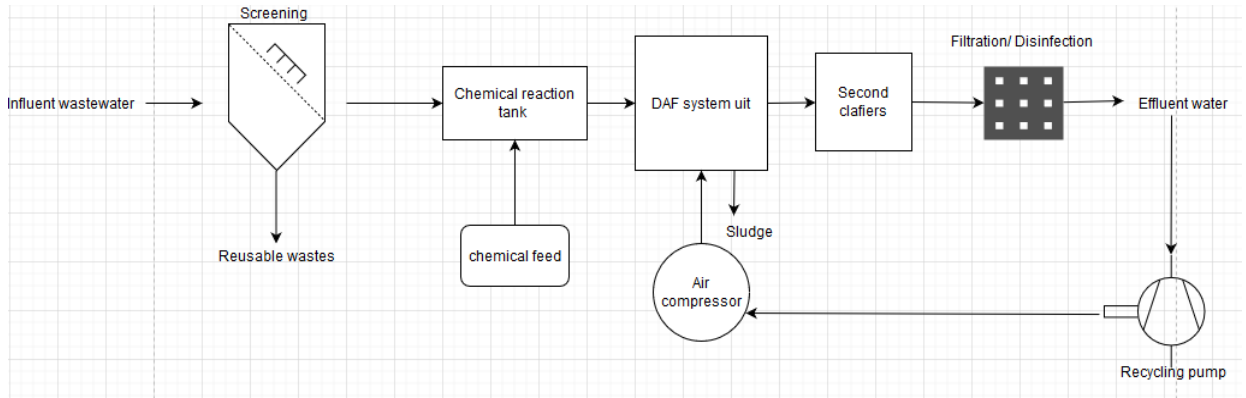 Screening
Filtration/ Disinfection
Influent wastewater
Chemical reaction
tank
DAF system uit
Second
clafiers
Effluent water
Reusable wastes
chemical feed
Sludge
Air
compressor
Recycling pump